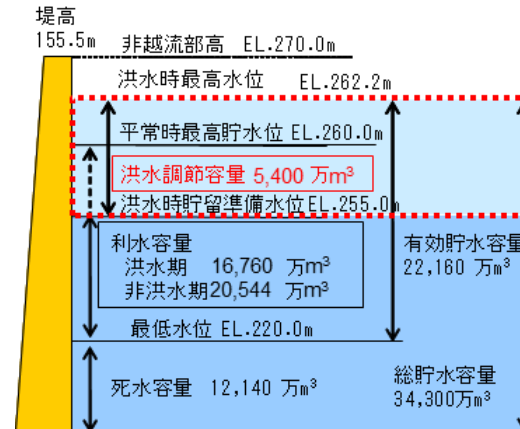 堤高
155.5m
非越流部高 EL.270.0m
洪水時最高水位 EL.262.2m
平常時最高貯水位 EL.260.0m
洪水調節容量 5,400 万m³
洪水時貯留準備水位 EL.255.0m
利水容量
洪水期 16,760 万m³
非洪水期20,544 万m³
有効貯水容量
22,160 万m³
最低水位 EL.220.0m
死水容量 12,140 万m³
総貯水容量
34,300万m³